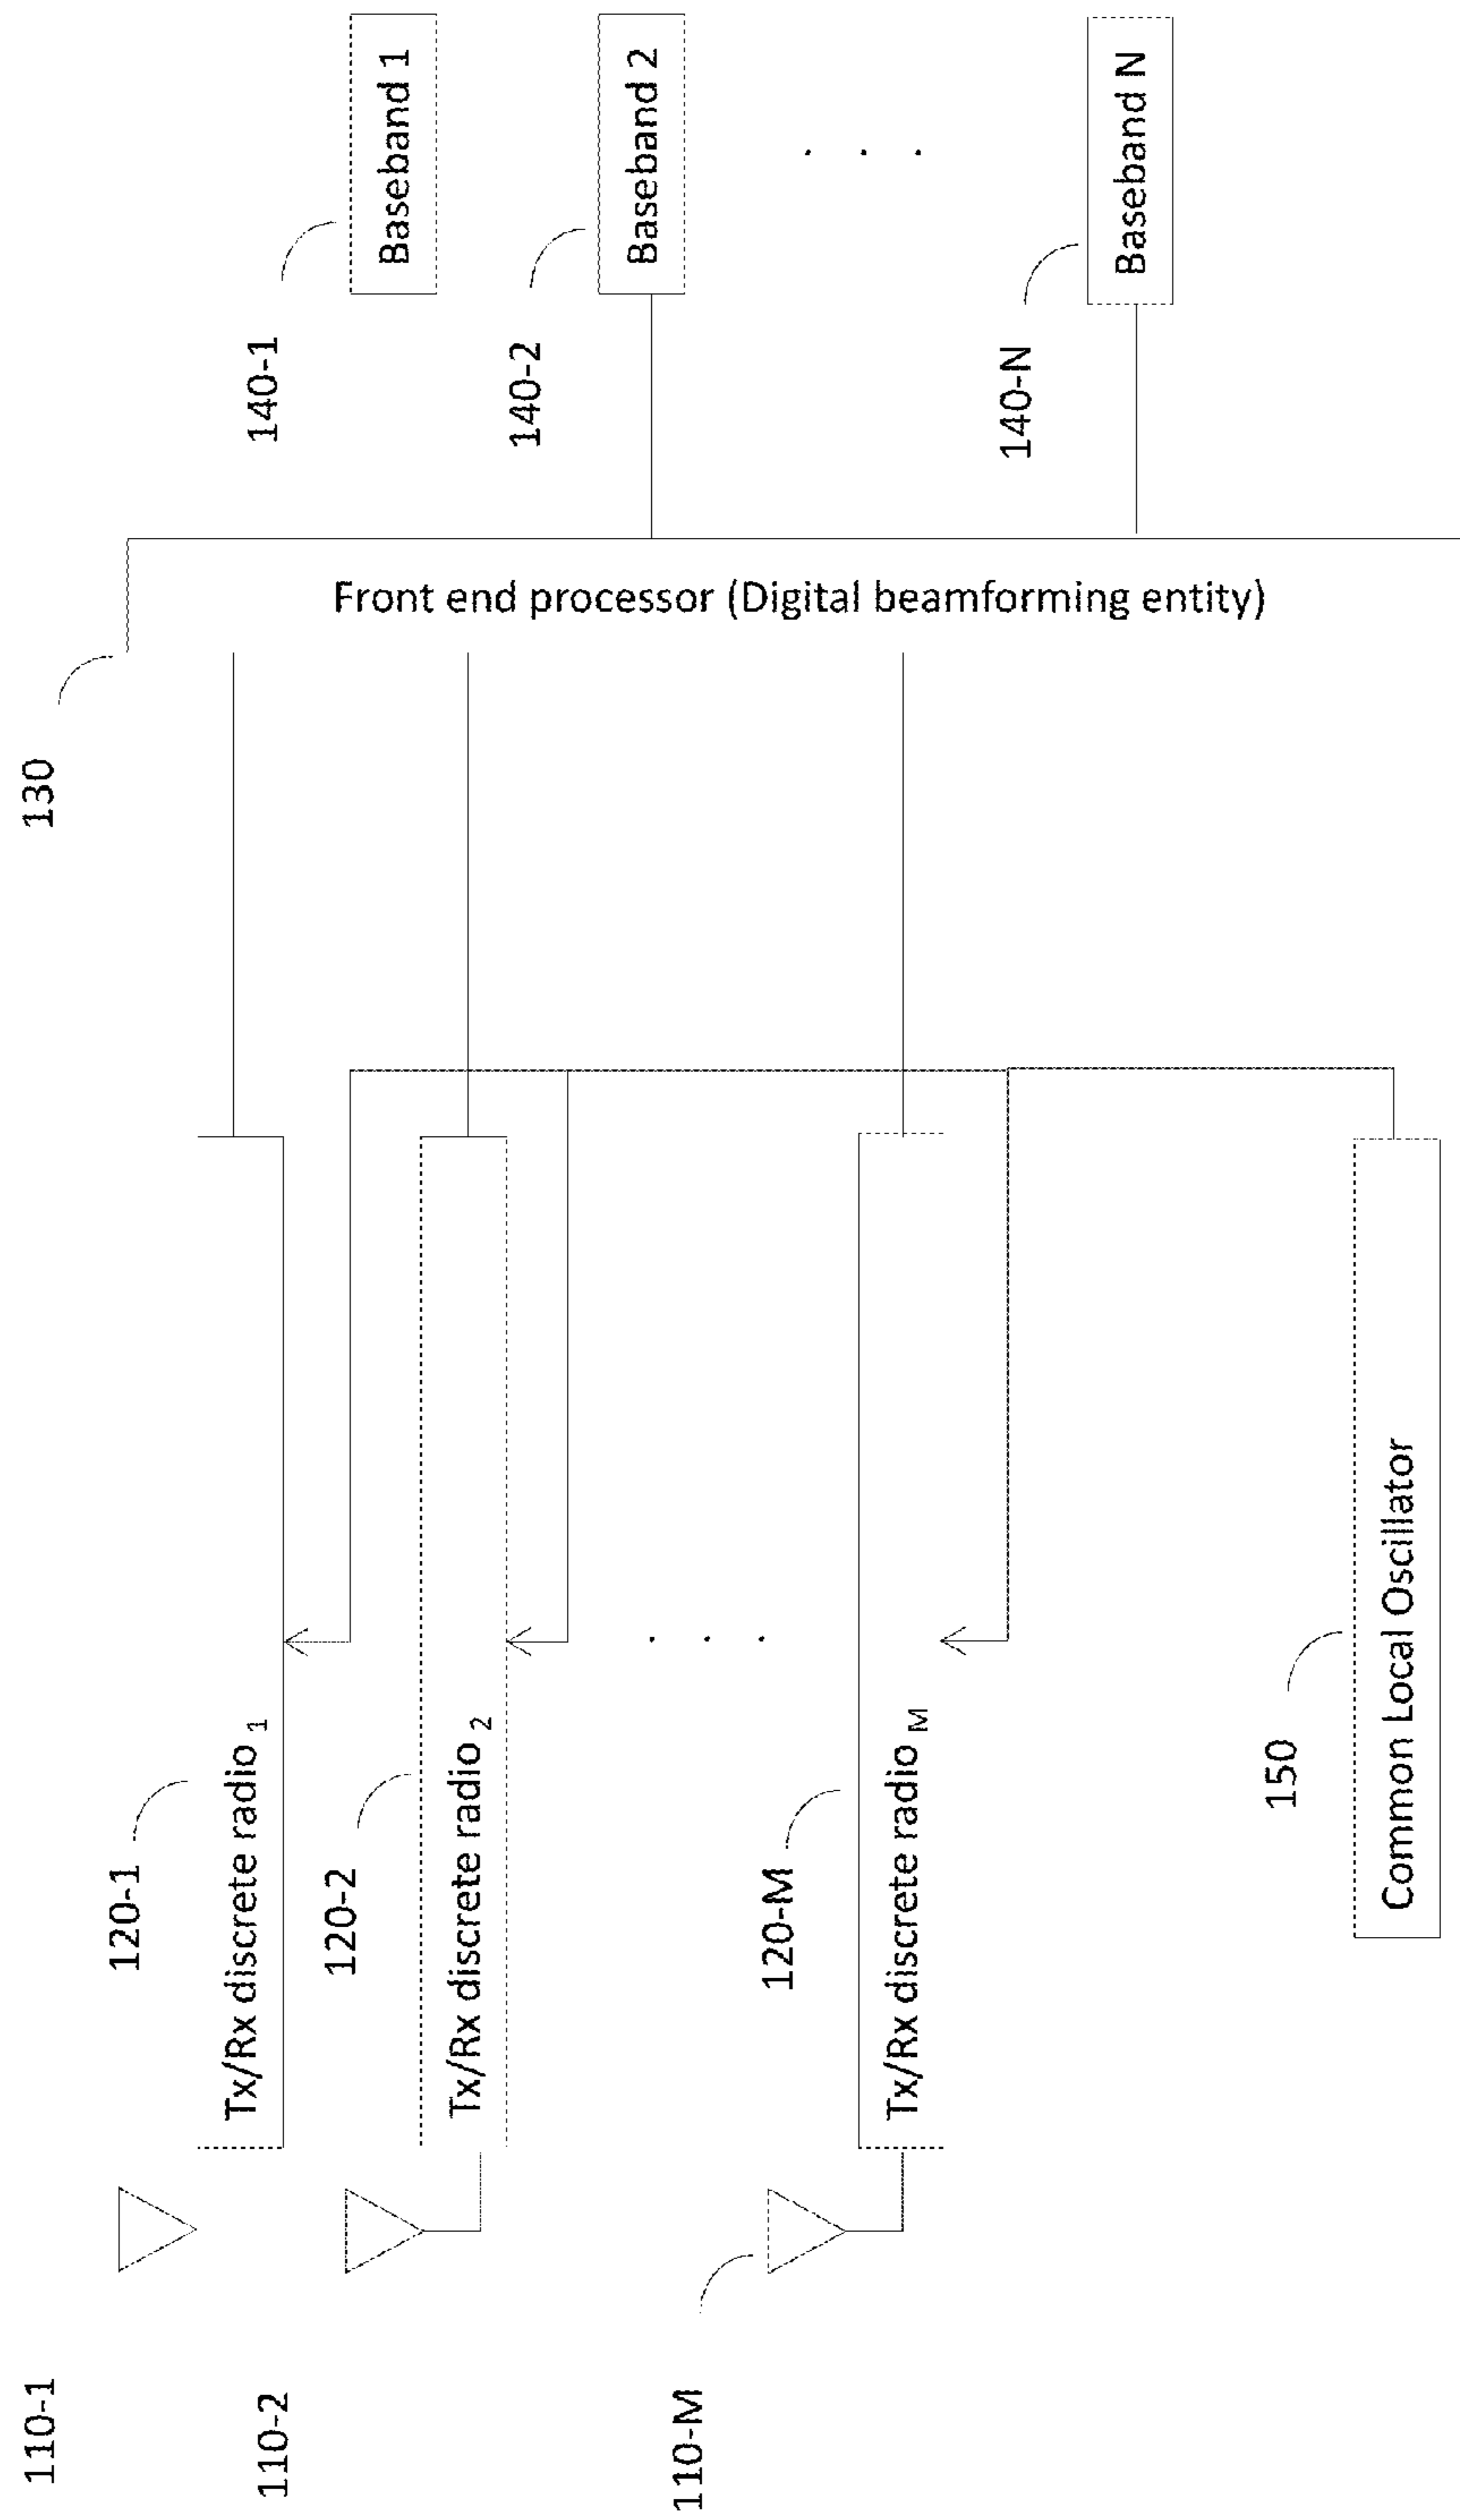 110-1
120-1
Tx/Rx discrete radio 1
130
140-1
Baseband 1
110-2
120-2
Tx/Rx discrete radio 2
Front end processor (Digital beamforming entity)
140-2
Baseband 2
. . .
. . .
110-M
120-M
Tx/Rx discrete radio M
140-N
Baseband N
150
Common Local Oscillator